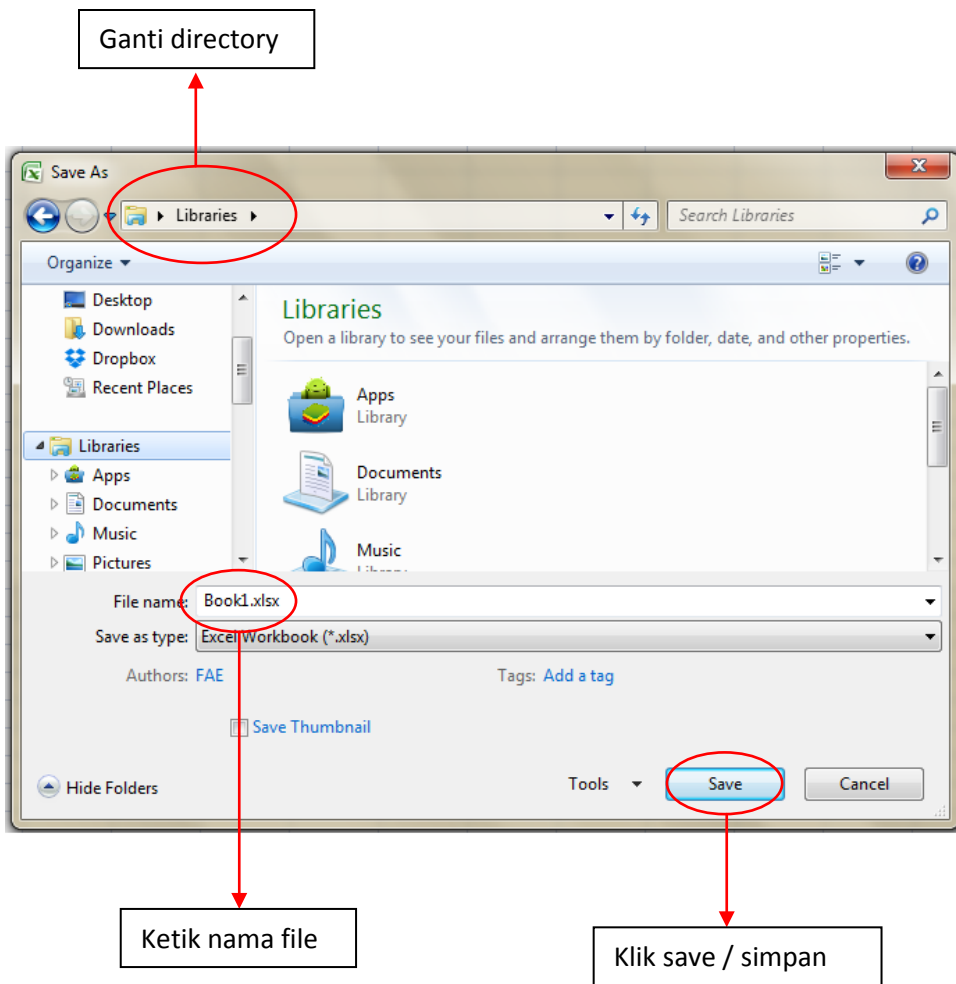 Ganti directory
Save As
Libraries
Search Libraries
Organize
Desktop
Downloads
Dropbox
Recent Places
Libraries
Apps
Documents
Music
Pictures
Libraries
Open a library to see your files and arrange them by folder, date, and other properties.
Apps
Library
Documents
Library
Music
Library
File name: Book1.xlsx
Save as type: Excel Workbook (*.xlsx)
Authors: FAE Tags: Add a tag
Save Thumbnail
Hide Folders Tools Save Cancel
Ketik nama file
Klik save / simpan